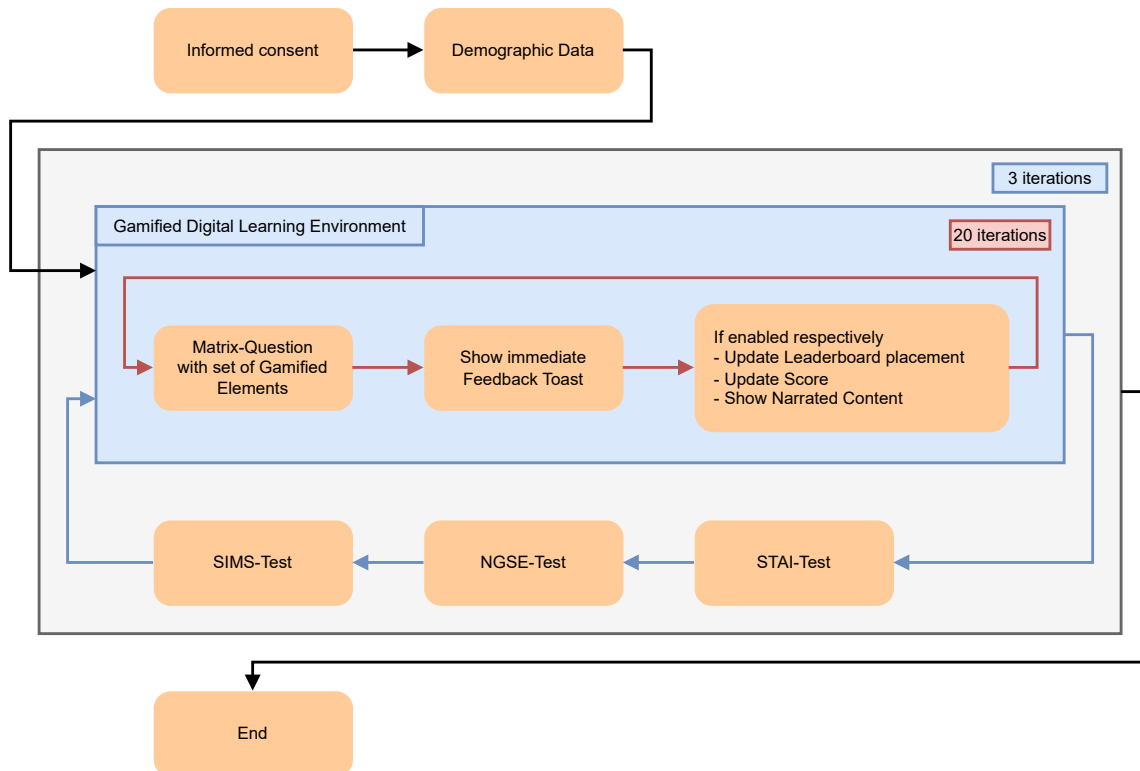 Informed consent
Demographic Data
3 iterations
Gamified Digital Learning Environment
20 iterations
Matrix-Question
with set of Gamified
Elements
Show immediate
Feedback Toast
If enabled respectively
- Update Leaderboard placement
- Update Score
- Show Narrated Content
SIMS-Test
NGSE-Test
STAI-Test
End